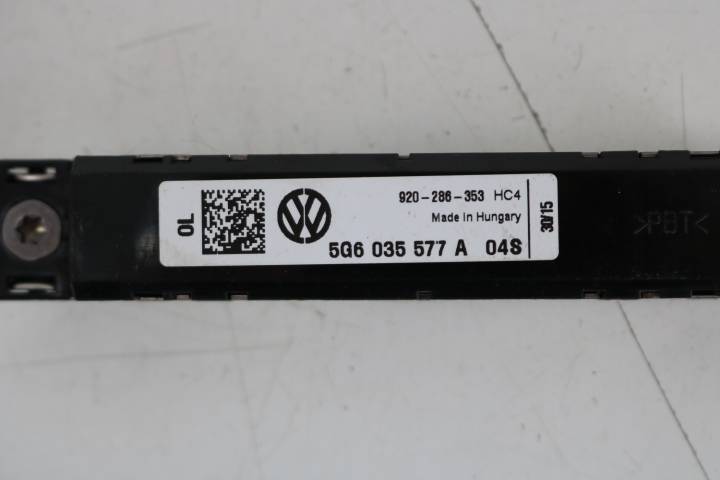 OL
920-286-353 HC4
Made in Hungary
5G6 035 577 A 04S
30/15
>PBT<